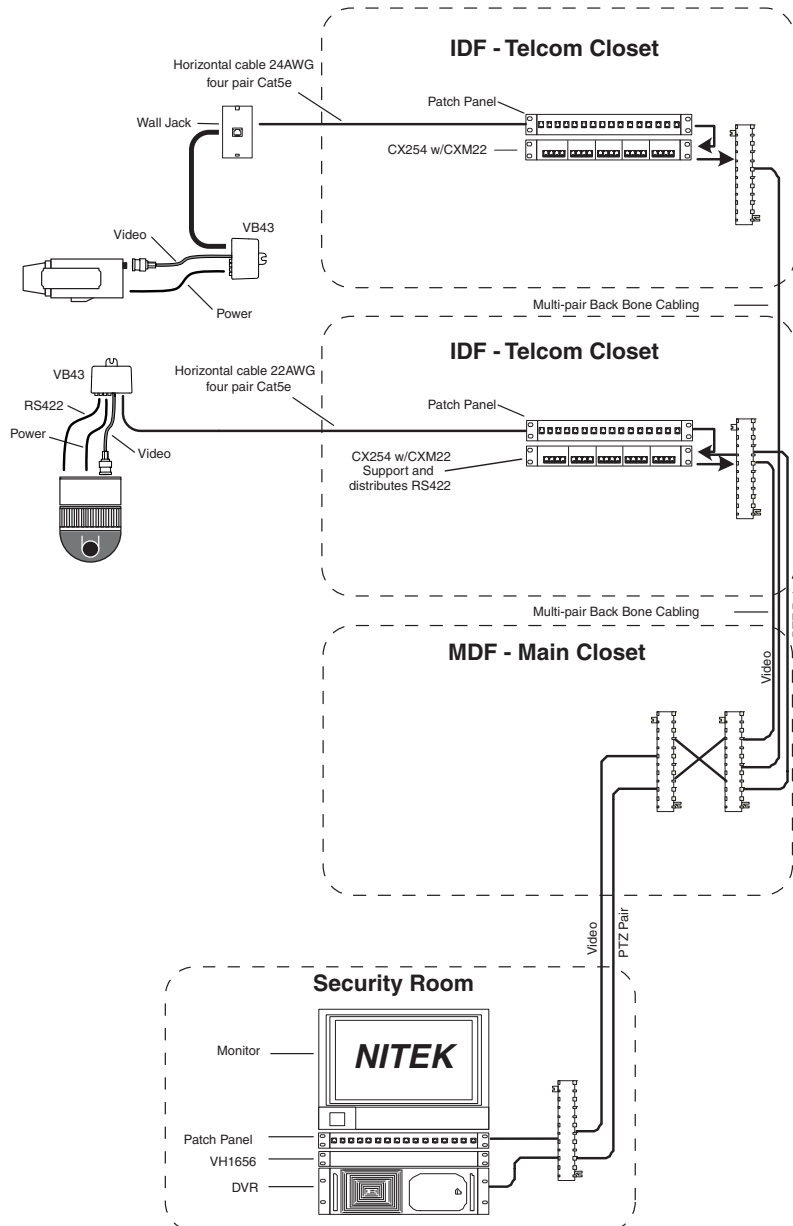 IDF - Telcom Closet
Horizontal cable 24AWG
four pair Cat5e
Patch Panel
Wall Jack
CX254 w/CXM22
VB43
Video
Power
Multi-pair Back Bone Cabling
IDF - Telcom Closet
VB43
Horizontal cable 22AWG
four pair Cat5e
RS422
Patch Panel
Power
Video
CX254 w/CXM22
Support and
distributes RS422
Multi-pair Back Bone Cabling
MDF - Main Closet
Video
Video
PTZ Pair
Security Room
Monitor
NITEK
Patch Panel
VH1656
DVR